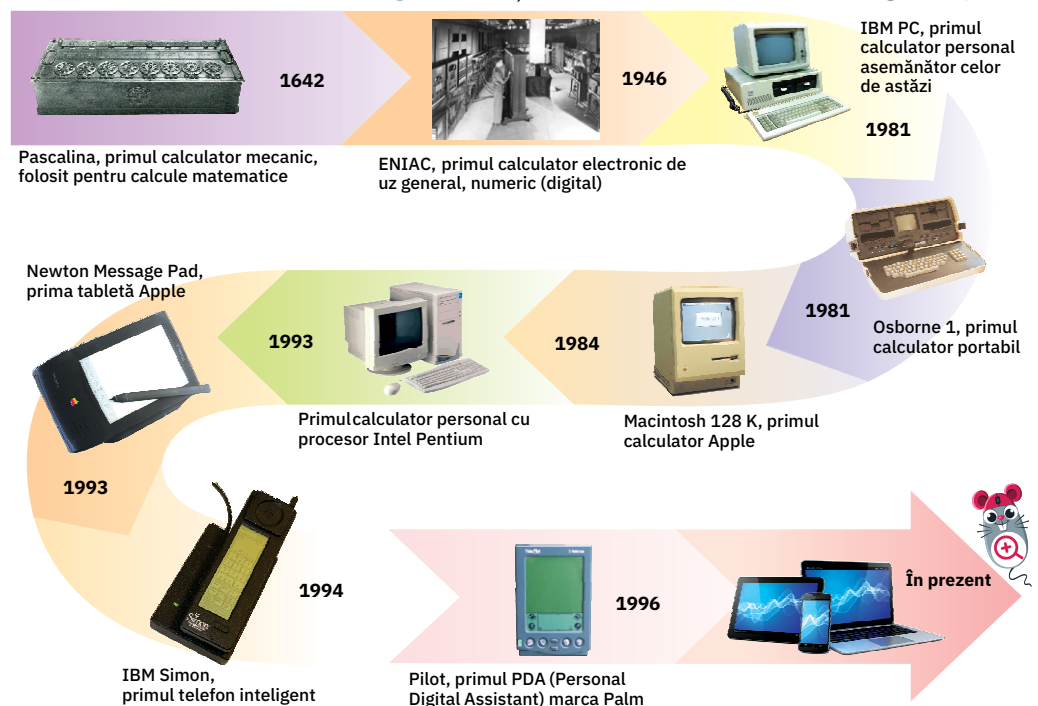 1642
Pascalina, primul calculator mecanic,
folosit pentru calcule matematice
1946
ENIAC, primul calculator electronic de
uz general, numeric (digital)
IBM PC, primul
calculator personal
asemănător celor
de astăzi
1981
1981
Osborne 1, primul
calculator portabil
1984
Macintosh 128 K, primul
calculator Apple
1993
Primul calculator personal cu
procesor Intel Pentium
Newton Message Pad,
prima tabletă Apple
1993
1994
Simon
IBM Simon,
primul telefon inteligent
1996
Pilot, primul PDA (Personal
Digital Assistant) marca Palm
În prezent